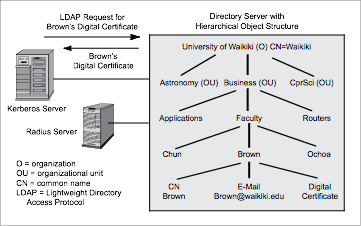 LDAP Request for
Brown's Digital Certificate
Brown's
Digital Certificate
Kerberos Server
Radius Server
O = organization
OU = organizational unit
CN = common name
LDAP = Lightweight Directory
Access Protocol
Directory Server with
Hierarchical Object Structure
University of Waikiki (O) CN=Waikiki
Astronomy (OU) Business (OU) CprSci (OU)
Applications Faculty Routers
Chun Brown Ochoa
CN E-Mail Digital
Brown Brown@waikiki.edu Certificate